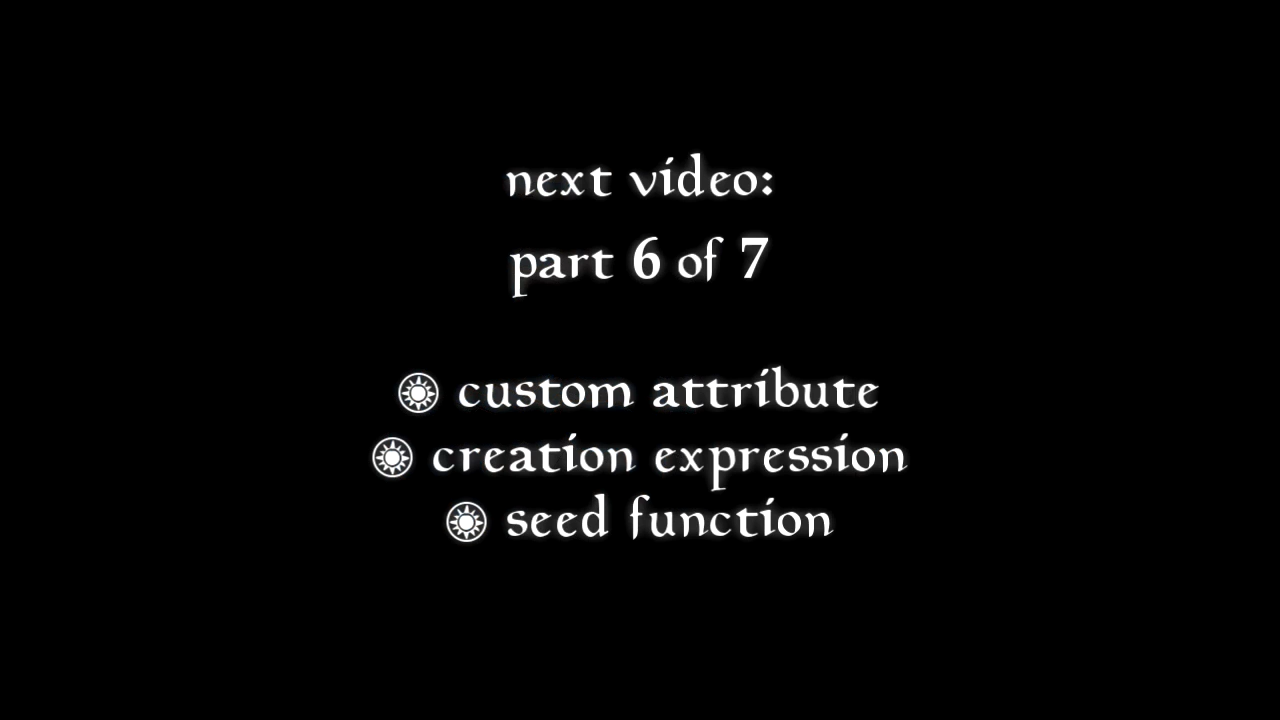 next video:
part 6 of 7
custom attribute
creation expression
seed function